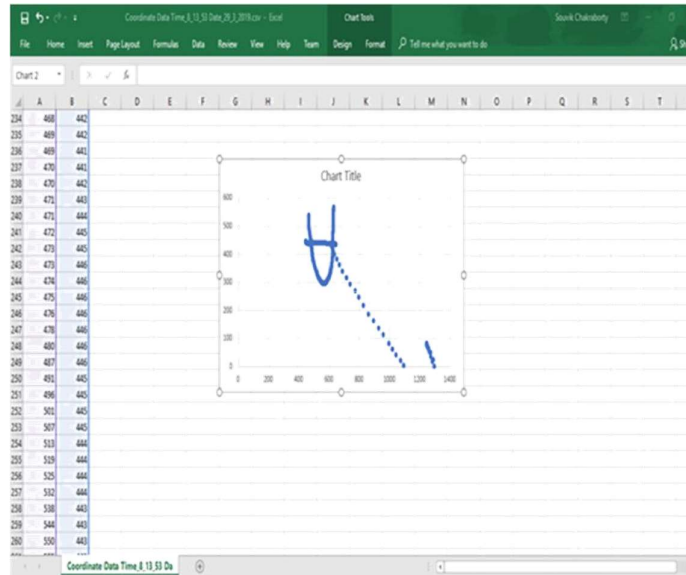 Coordinate Data Time_8_13_53 Date_29_3_2019.csv - Excel
Chart Tools
Souvik Chakraborty
File Home Insert Page Layout Formulas Data Review View Help Team Design Format Tell me what you want to do
Chart 2
A B C D E F G H I J K L M N O P Q R S T
234 468 442
235 469 442
236 469 441
237 470 441
238 470 442
239 471 443
240 471 444
241 472 445
242 473 445
243 473 446
244 474 446
245 475 446
246 476 446
247 478 446
248 480 446
249 487 446
250 491 445
251 496 445
252 501 445
253 507 445
254 513 444
255 519 444
256 525 444
257 532 444
258 538 443
259 544 443
260 550 443
Chart Title
600
500
400
300
200
100
0
0 200 400 600 800 1000 1200 1400
Coordinate Data Time_8_13_53 Da